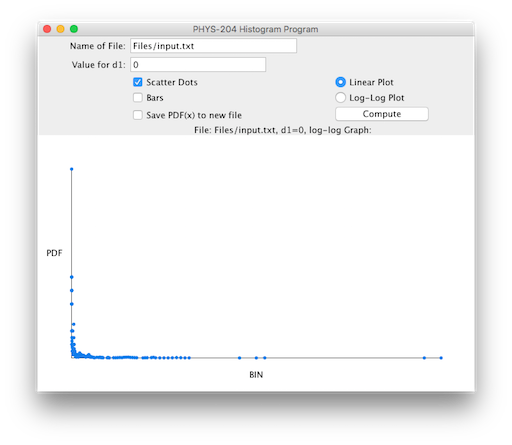 PHYS-204 Histogram Program
Name of File: Files/input.txt
Value for d1: 0
Scatter Dots
Linear Plot
Bars
Log-Log Plot
Save PDF(x) to new file
Compute
File: Files/input.txt, d1=0, log-log Graph:
PDF
BIN